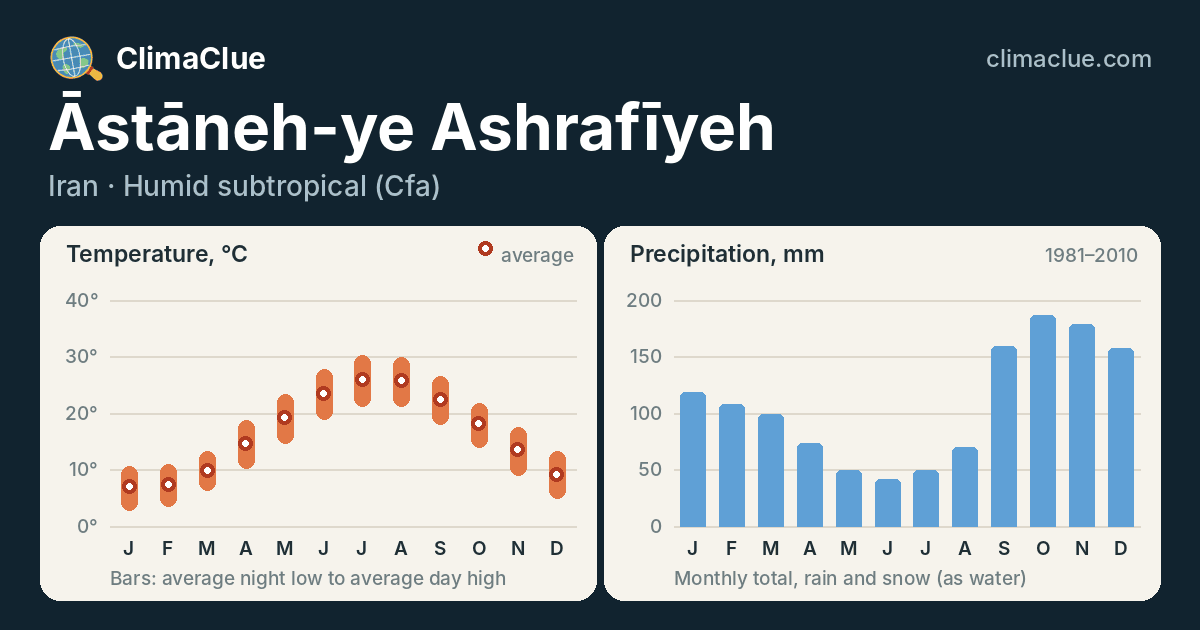 ClimaClue
climaclue.com
Āstāneh-ye Ashrafīyeh
Iran · Humid subtropical (Cfa)
Temperature, °C
average
40°
30°
20°
10°
0°
J F M A M J J A S O N D
Bars: average night low to average day high
Precipitation, mm
1981–2010
200
150
100
50
0
J F M A M J J A S O N D
Monthly total, rain and snow (as water)